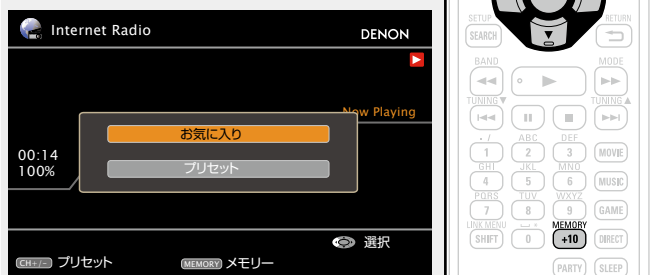 Internet Radio
DENON
Now Playing
お気に入り
プリセット
00:14
100%
選択
CH+/− プリセット
MEMORY メモリー
SETUP
RETURN
SEARCH
BAND
MODE
TUNING▼
TUNING▲
. /
ABC
DEF
1
2
3
MOVIE
GHI
JKL
MNO
4
5
6
MUSIC
PQRS
TUV
WXYZ
7
8
9
GAME
LINK MENU
MEMORY
SHIFT
0
+10
DIRECT
PARTY
SLEEP